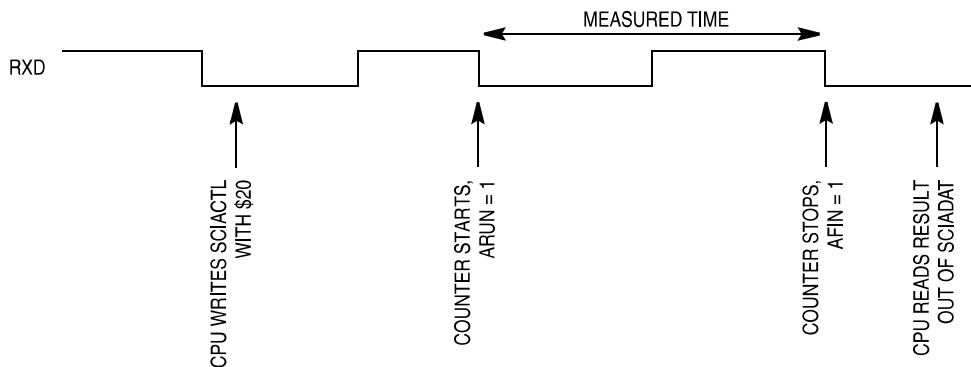 MEASURED TIME
RXD
CPU WRITES SCIACTL
WITH $20
COUNTER STARTS,
ARUN = 1
COUNTER STOPS,
AFIN = 1
CPU READS RESULT
OUT OF SCIADAT